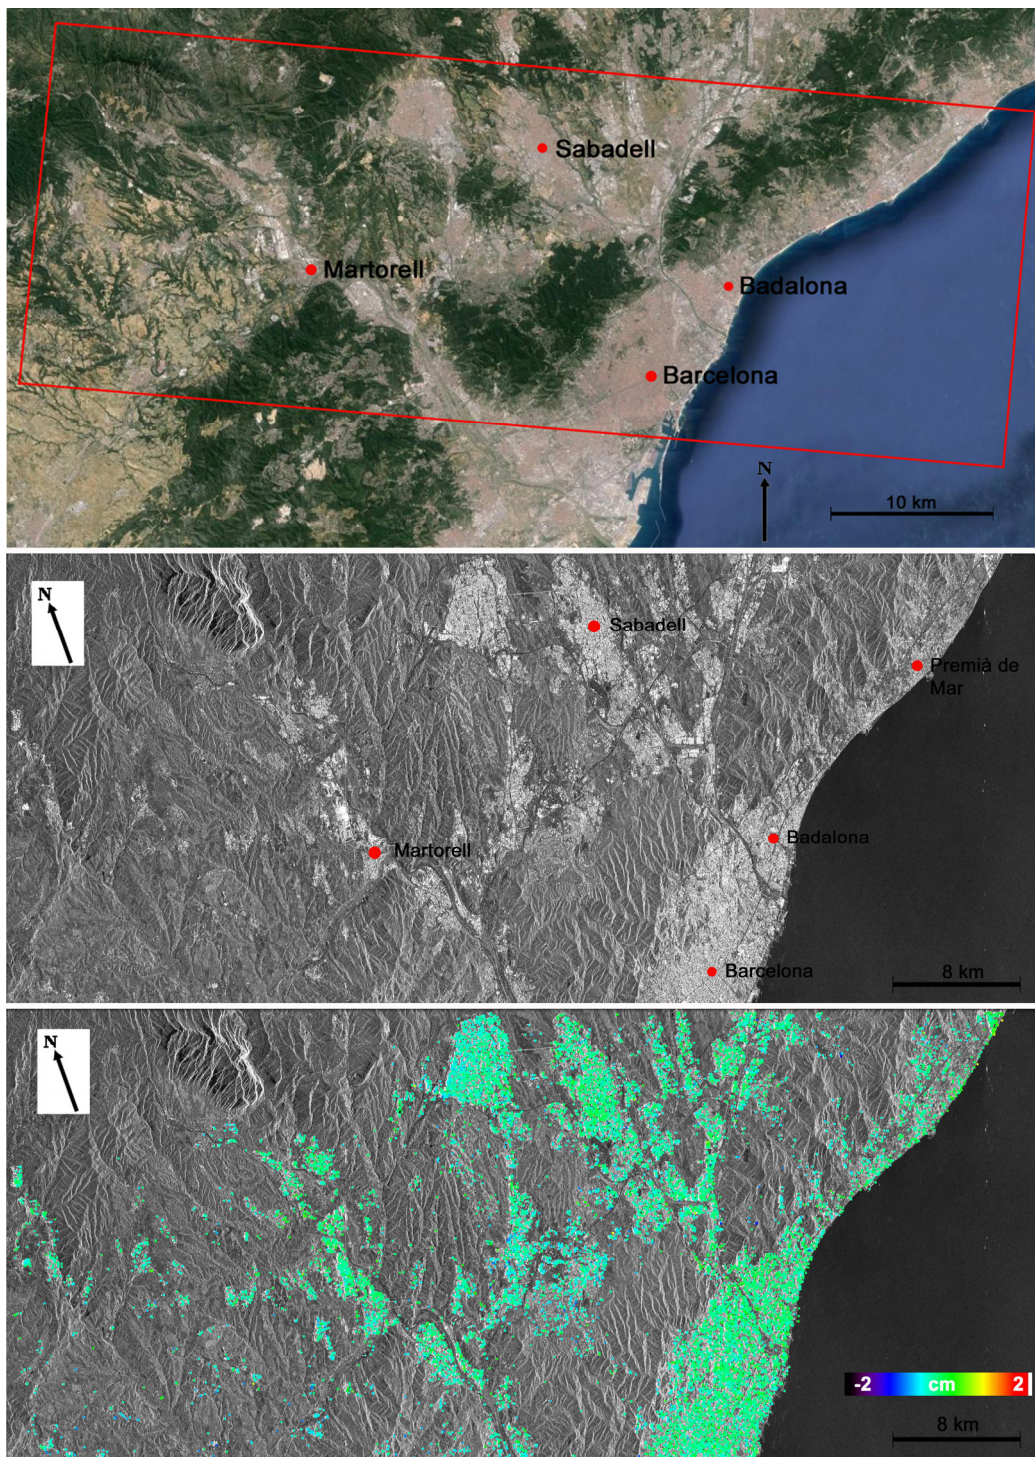 Sabadell
Martorell
Badalona
Barcelona
N
10 km
N
Sabadell
Premià de
Mar
Badalona
Martorell
Barcelona
8 km
N
-2 cm 2
8 km